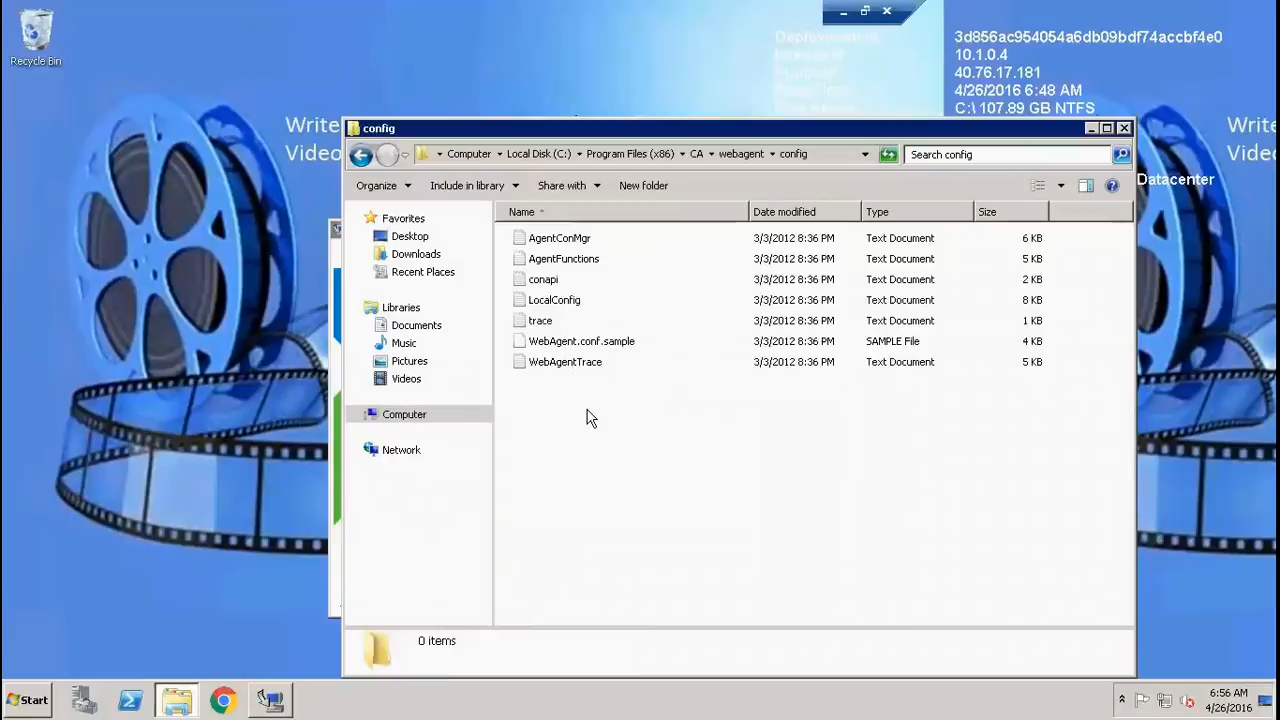 Recycle Bin
3d856ac954054a6db09bdf74accbf4e0
10.1.0.4
40.76.17.181
4/26/2016 6:48 AM
C:\ 107.89 GB NTFS
Write
Video
Write
Video
Datacenter
config
Computer Local Disk (C:) Program Files (x86) CA webagent config
Search config
Organize Include in library Share with New folder
Name Date modified Type Size
AgentConMgr 3/3/2012 8:36 PM Text Document 6 KB
AgentFunctions 3/3/2012 8:36 PM Text Document 5 KB
conapi 3/3/2012 8:36 PM Text Document 2 KB
LocalConfig 3/3/2012 8:36 PM Text Document 8 KB
trace 3/3/2012 8:36 PM Text Document 1 KB
WebAgent.conf.sample 3/3/2012 8:36 PM SAMPLE File 4 KB
WebAgentTrace 3/3/2012 8:36 PM Text Document 5 KB
Favorites
Desktop
Downloads
Recent Places
Libraries
Documents
Music
Pictures
Videos
Computer
Network
0 items
Start
6:56 AM
4/26/2016